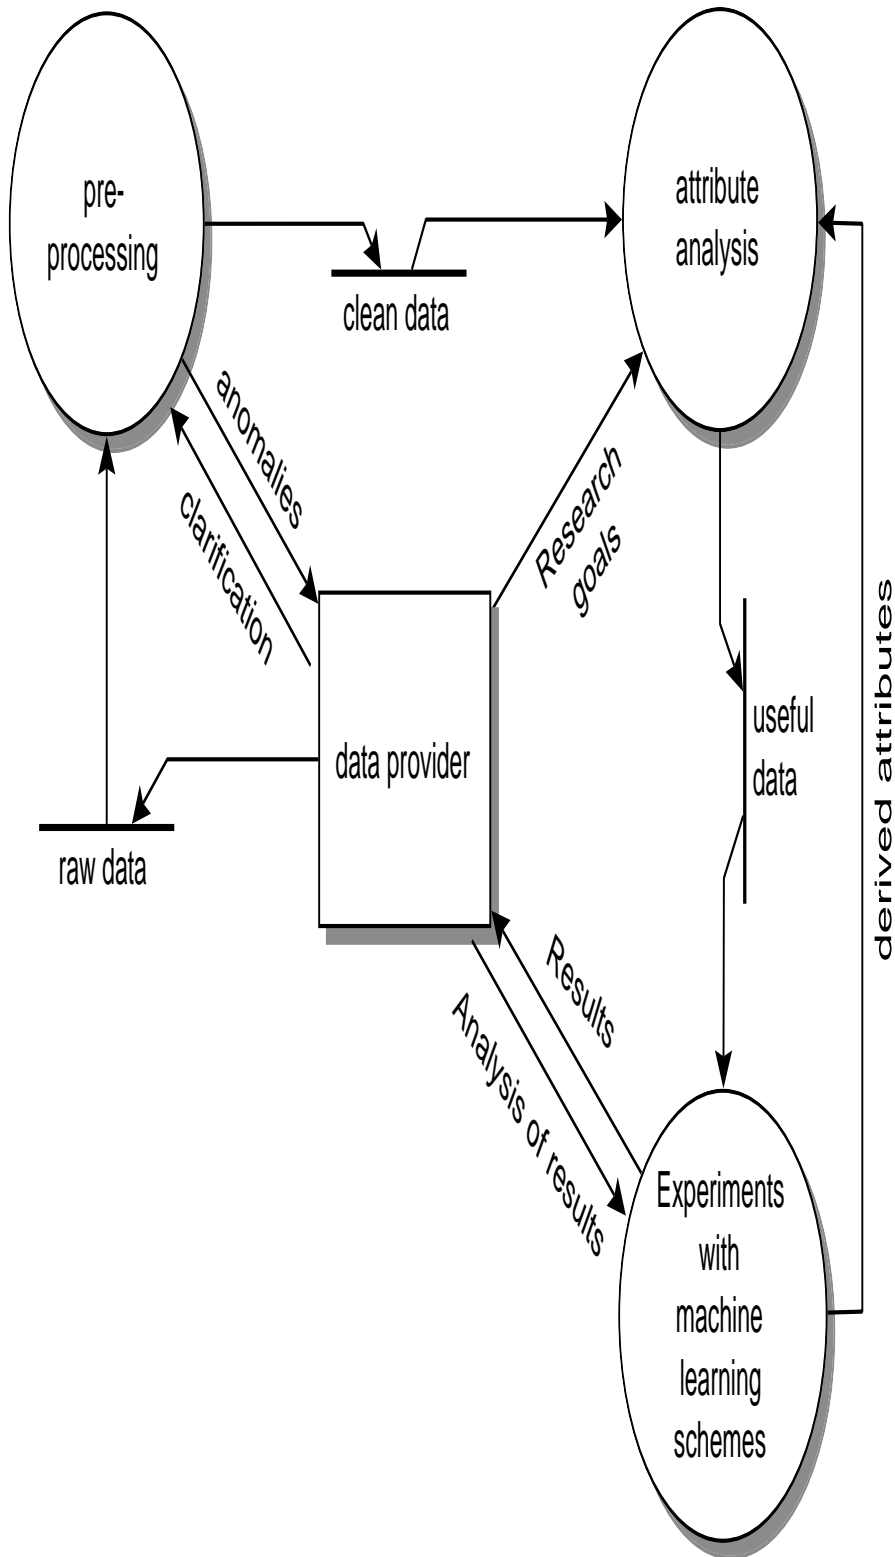 pre-
processing
attribute
analysis
clean data
anomalies
clarification
Research
goals
data provider
useful
data
derived attributes
raw data
Results
Analysis of results
Experiments
with
machine
learning
schemes